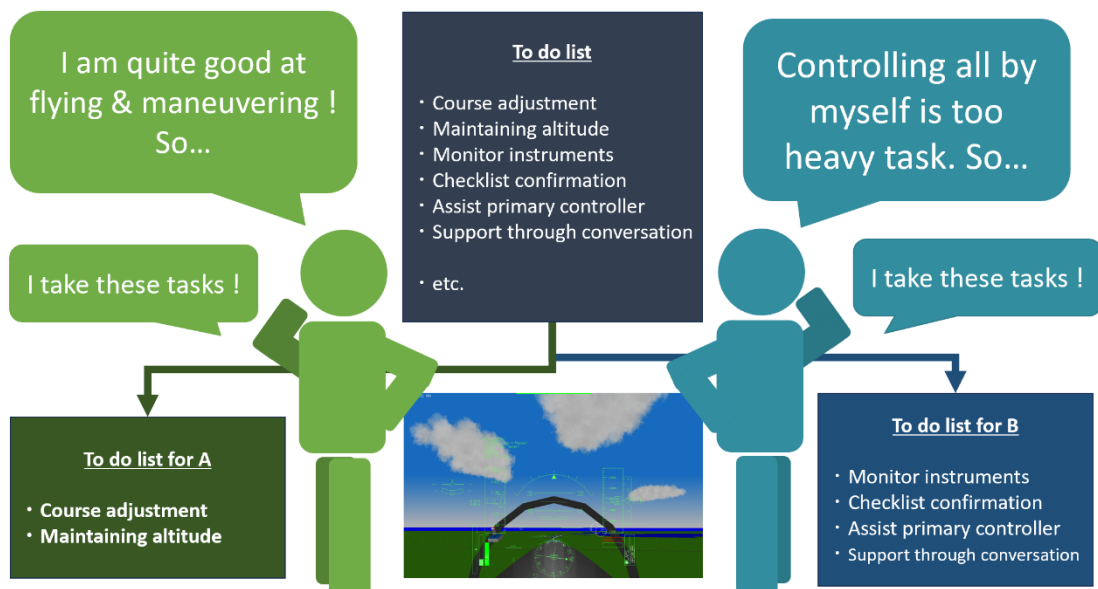 I am quite good at
flying & maneuvering !
So…
I take these tasks !
To do list
・Course adjustment
・Maintaining altitude
・Monitor instruments
・Checklist confirmation
・Assist primary controller
・Support through conversation
・etc.
Controlling all by
myself is too
heavy task. So…
I take these tasks !
To do list for A
・Course adjustment
・Maintaining altitude
To do list for B
・Monitor instruments
・Checklist confirmation
・Assist primary controller
・Support through conversation